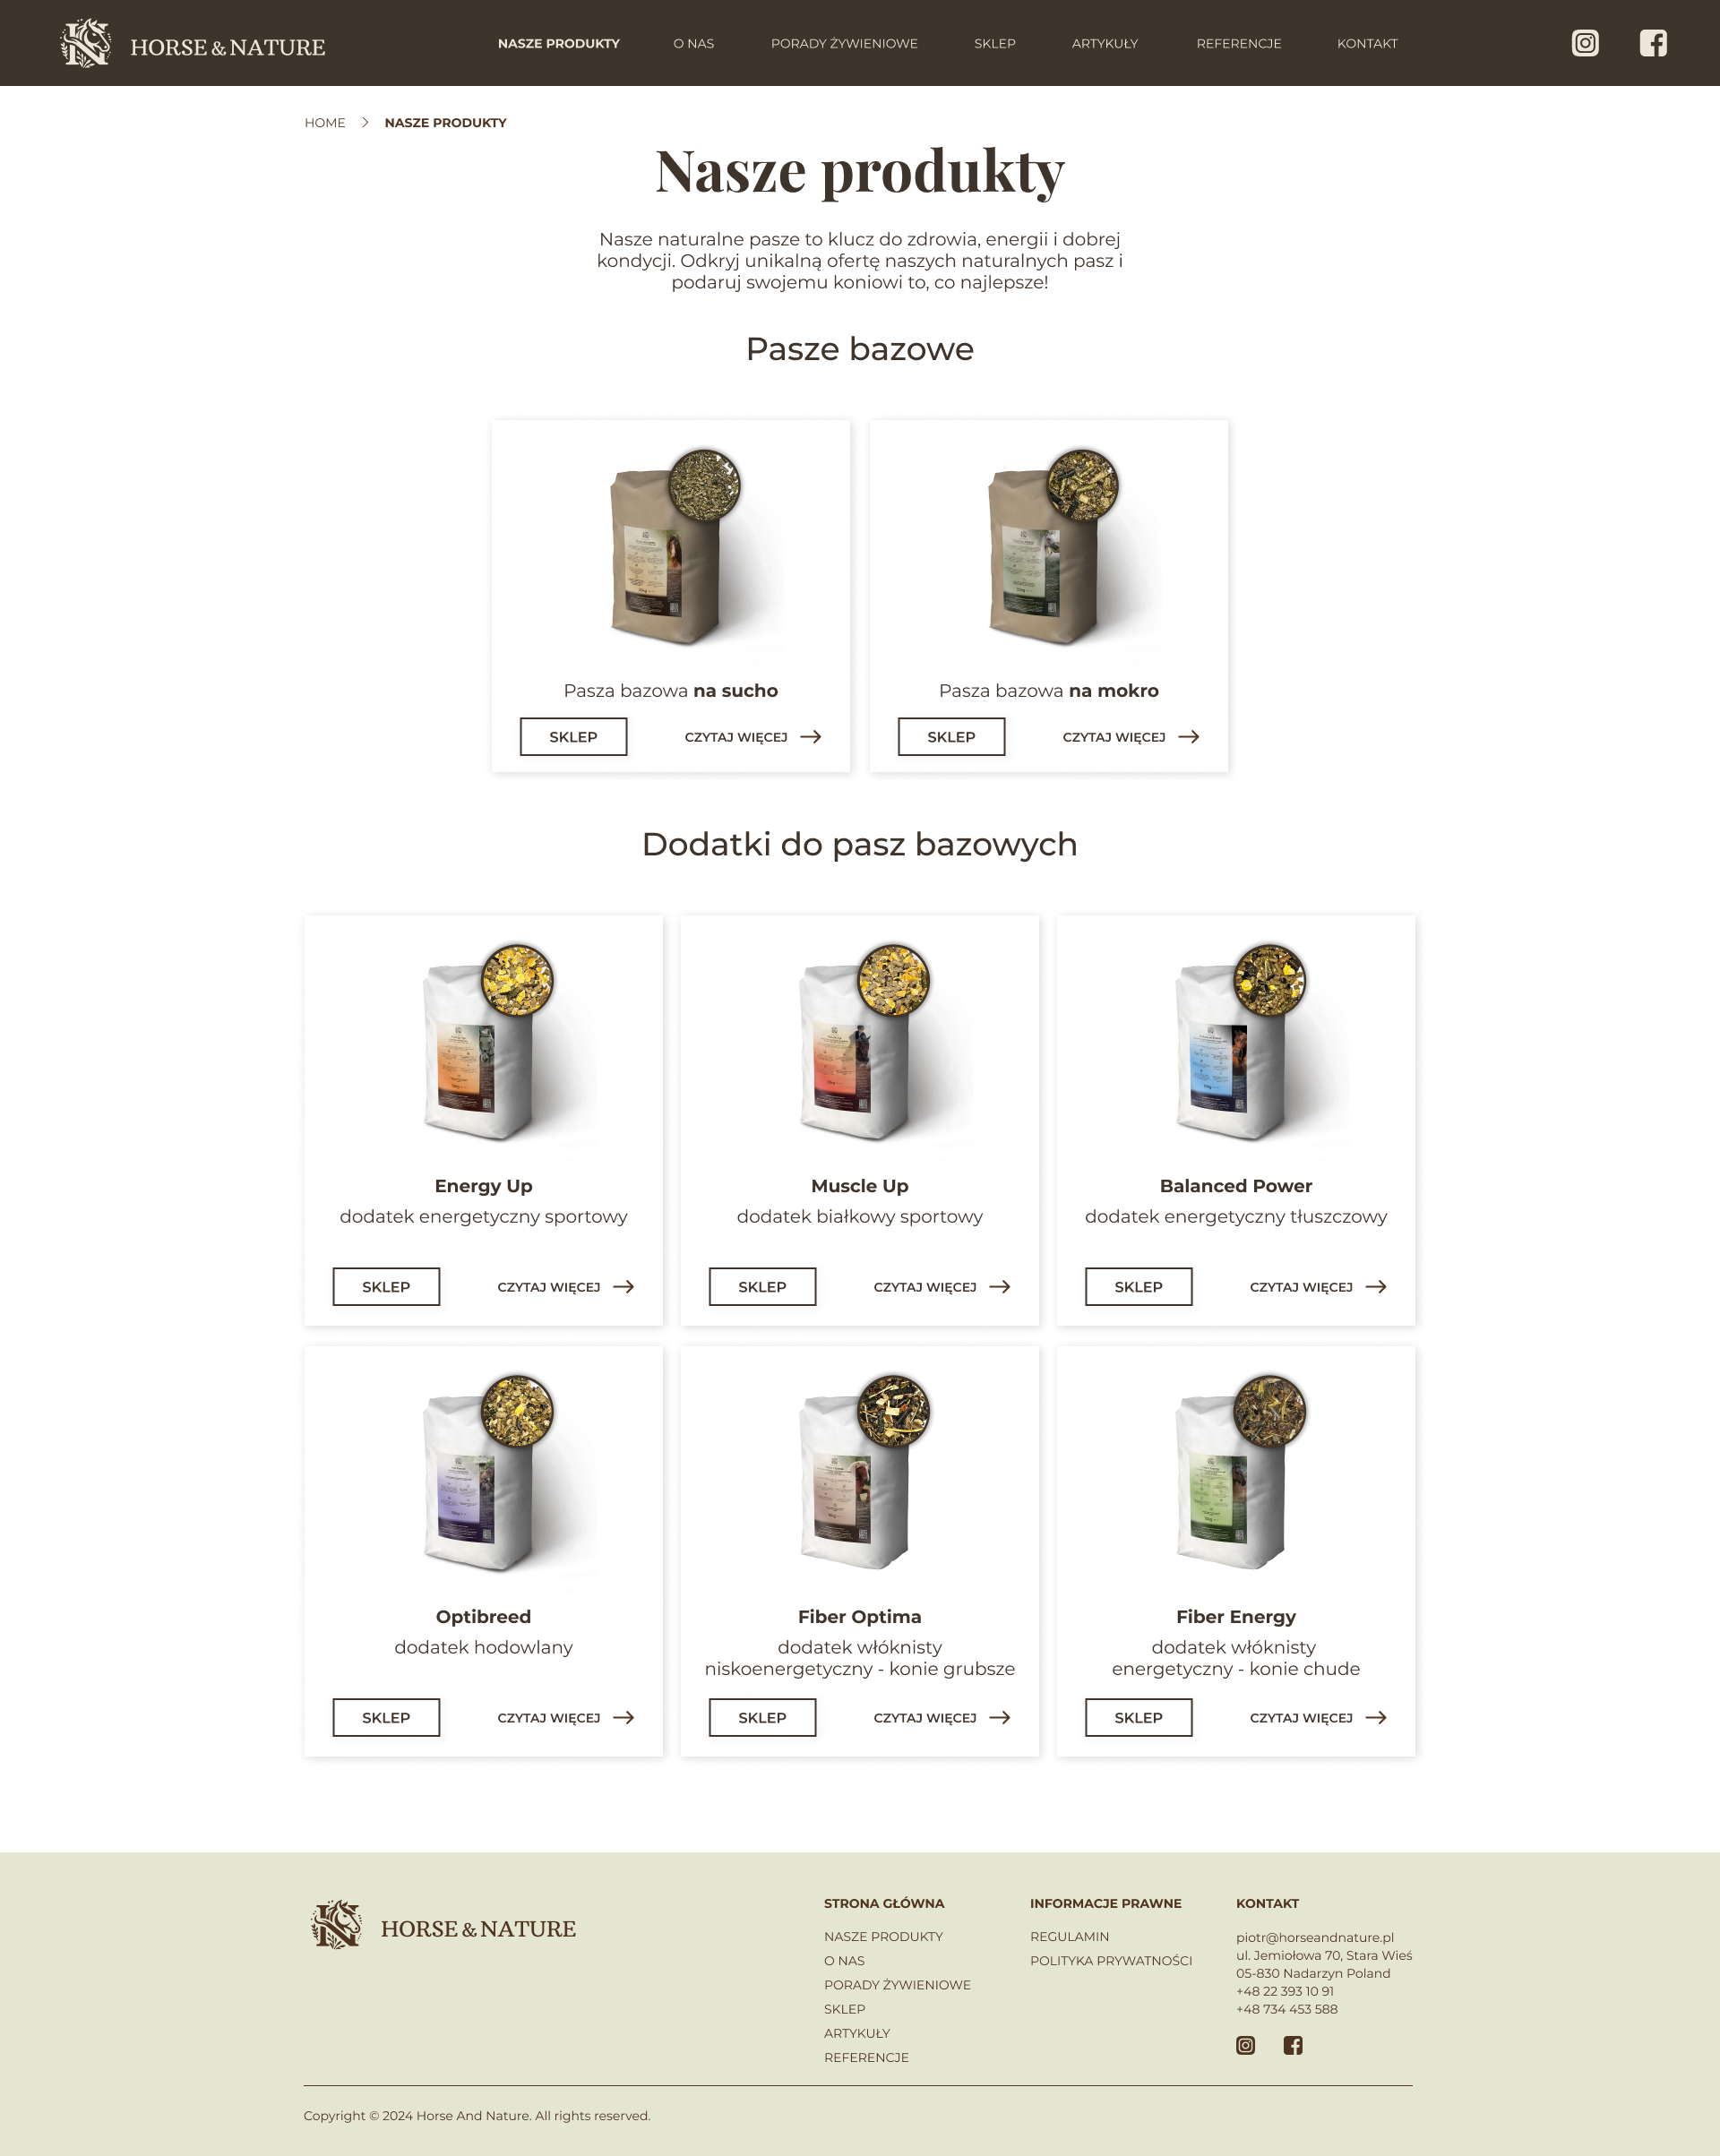 HORSE & NATURE
NASZE PRODUKTY
O NAS
PORADY ŻYWIENIOWE
SKLEP
ARTYKUŁY
REFERENCJE
KONTAKT
HOME > NASZE PRODUKTY
Nasze produkty
Nasze naturalne pasze to klucz do zdrowia, energii i dobrej
kondycji. Odkryj unikalną ofertę naszych naturalnych pasz i
podaruj swojemu koniowi to, co najlepsze!
Pasze bazowe
Pasza bazowa na sucho
SKLEP
CZYTAJ WIĘCEJ
Pasza bazowa na mokro
SKLEP
CZYTAJ WIĘCEJ
Dodatki do pasz bazowych
Energy Up
dodatek energetyczny sportowy
SKLEP
CZYTAJ WIĘCEJ
Muscle Up
dodatek białkowy sportowy
SKLEP
CZYTAJ WIĘCEJ
Balanced Power
dodatek energetyczny tłuszczowy
SKLEP
CZYTAJ WIĘCEJ
Optibreed
dodatek hodowlany
SKLEP
CZYTAJ WIĘCEJ
Fiber Optima
dodatek włóknisty
niskoenergetyczny - konie grubsze
SKLEP
CZYTAJ WIĘCEJ
Fiber Energy
dodatek włóknisty
energetyczny - konie chude
SKLEP
CZYTAJ WIĘCEJ
HORSE & NATURE
STRONA GŁÓWNA
NASZE PRODUKTY
O NAS
PORADY ŻYWIENIOWE
SKLEP
ARTYKUŁY
REFERENCJE
INFORMACJE PRAWNE
REGULAMIN
POLITYKA PRYWATNOŚCI
KONTAKT
piotr@horseandnature.pl
ul. Jemiołowa 70, Stara Wieś
05-830 Nadarzyn Poland
+48 22 393 10 91
+48 734 453 588
Copyright © 2024 Horse And Nature. All rights reserved.